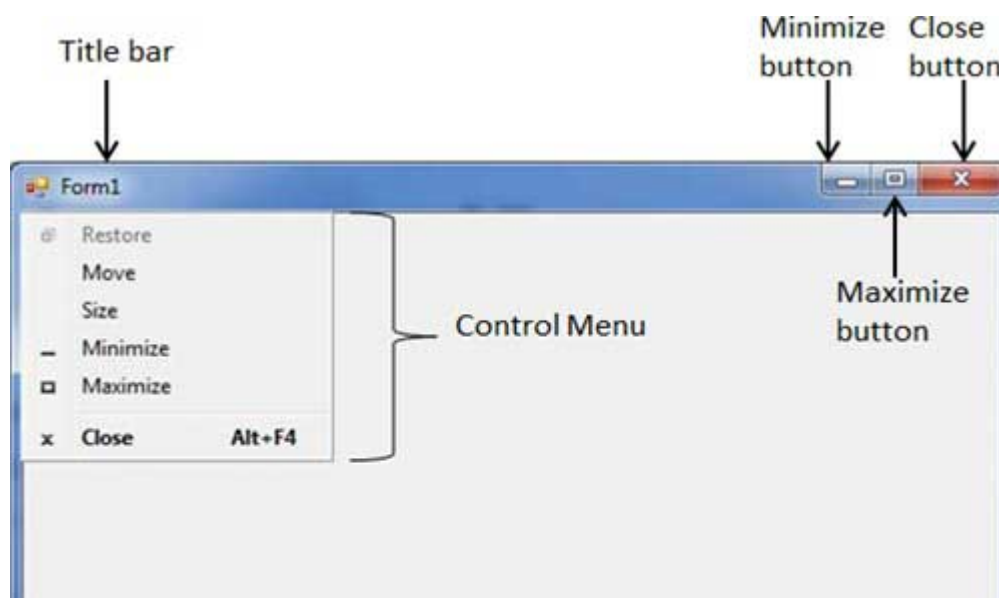 Title bar
Minimize
button
Close
button
Form1
Restore
Move
Size
Minimize
Maximize
Close Alt+F4
Control Menu
Maximize
button